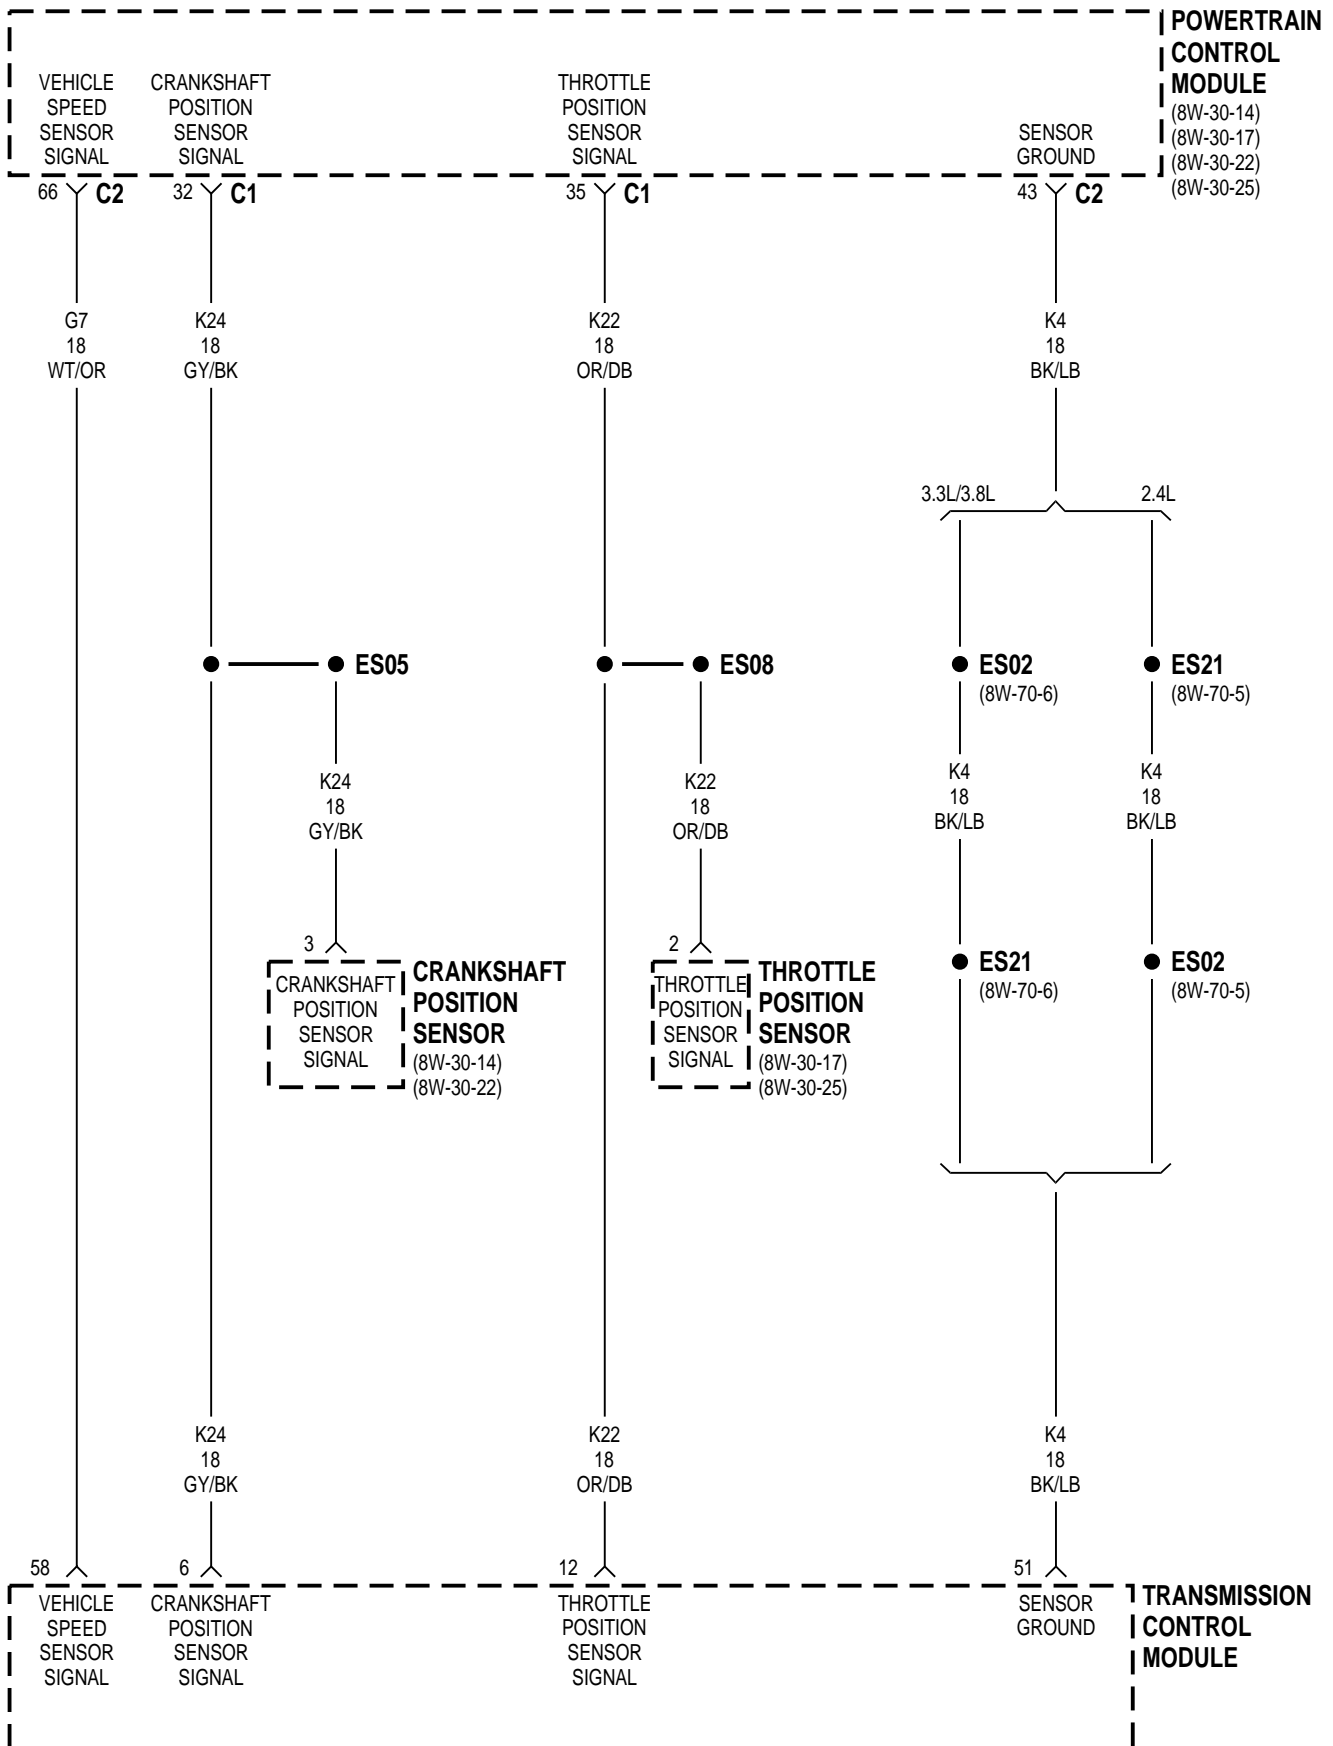 POWERTRAIN
CONTROL
MODULE
(8W-30-14)
(8W-30-17)
(8W-30-22)
(8W-30-25)
VEHICLE
SPEED
SENSOR
SIGNAL
CRANKSHAFT
POSITION
SENSOR
SIGNAL
THROTTLE
POSITION
SENSOR
SIGNAL
SENSOR
GROUND
66 C2
32 C1
35 C1
43 C2
G7
18
WT/OR
K24
18
GY/BK
K22
18
OR/DB
K4
18
BK/LB
3.3L/3.8L
2.4L
ES05
ES08
ES02
(8W-70-6)
ES21
(8W-70-5)
K24
18
GY/BK
K22
18
OR/DB
K4
18
BK/LB
K4
18
BK/LB
3
CRANKSHAFT
POSITION
SENSOR
SIGNAL
CRANKSHAFT
POSITION
SENSOR
(8W-30-14)
(8W-30-22)
2
THROTTLE
POSITION
SENSOR
SIGNAL
THROTTLE
POSITION
SENSOR
(8W-30-17)
(8W-30-25)
ES21
(8W-70-6)
ES02
(8W-70-5)
K24
18
GY/BK
K22
18
OR/DB
K4
18
BK/LB
58
6
12
51
VEHICLE
SPEED
SENSOR
SIGNAL
CRANKSHAFT
POSITION
SENSOR
SIGNAL
THROTTLE
POSITION
SENSOR
SIGNAL
SENSOR
GROUND
TRANSMISSION
CONTROL
MODULE